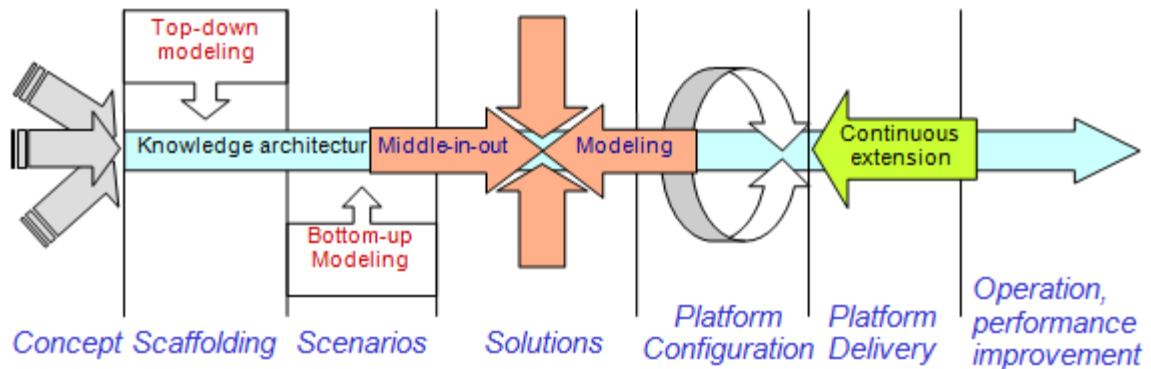 Top-down
modeling
Knowledge architectur
Middle-in-out
Modeling
Continuous
extension
Bottom-up
Modeling
Concept
Scaffolding
Scenarios
Solutions
Platform
Configuration
Platform
Delivery
Operation,
performance
improvement